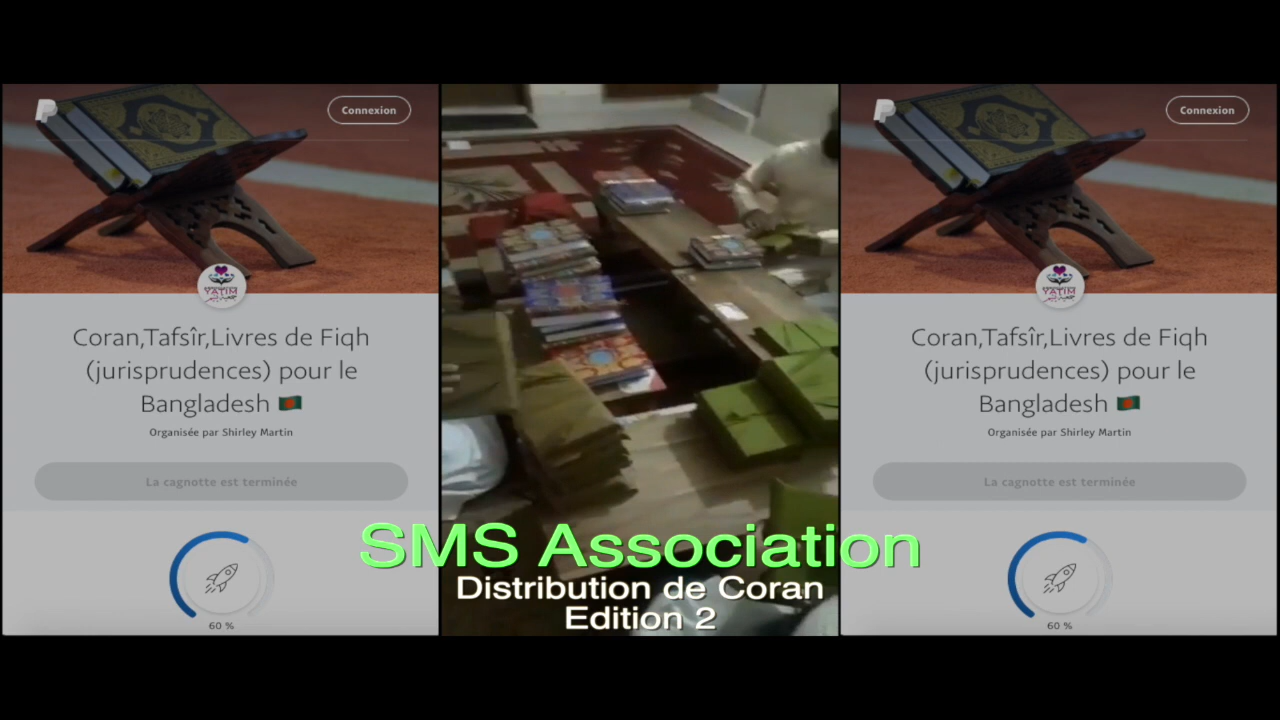 Connexion
YATIM
Coran,Tafsîr,Livres de Fiqh
(jurisprudences) pour le
Bangladesh 🇧🇩
Organisée par Shirley Martin
La cagnotte est terminée
60 %
Connexion
YATIM
Coran,Tafsîr,Livres de Fiqh
(jurisprudences) pour le
Bangladesh 🇧🇩
Organisée par Shirley Martin
La cagnotte est terminée
60 %
SMS Association
Distribution de Coran
Edition 2